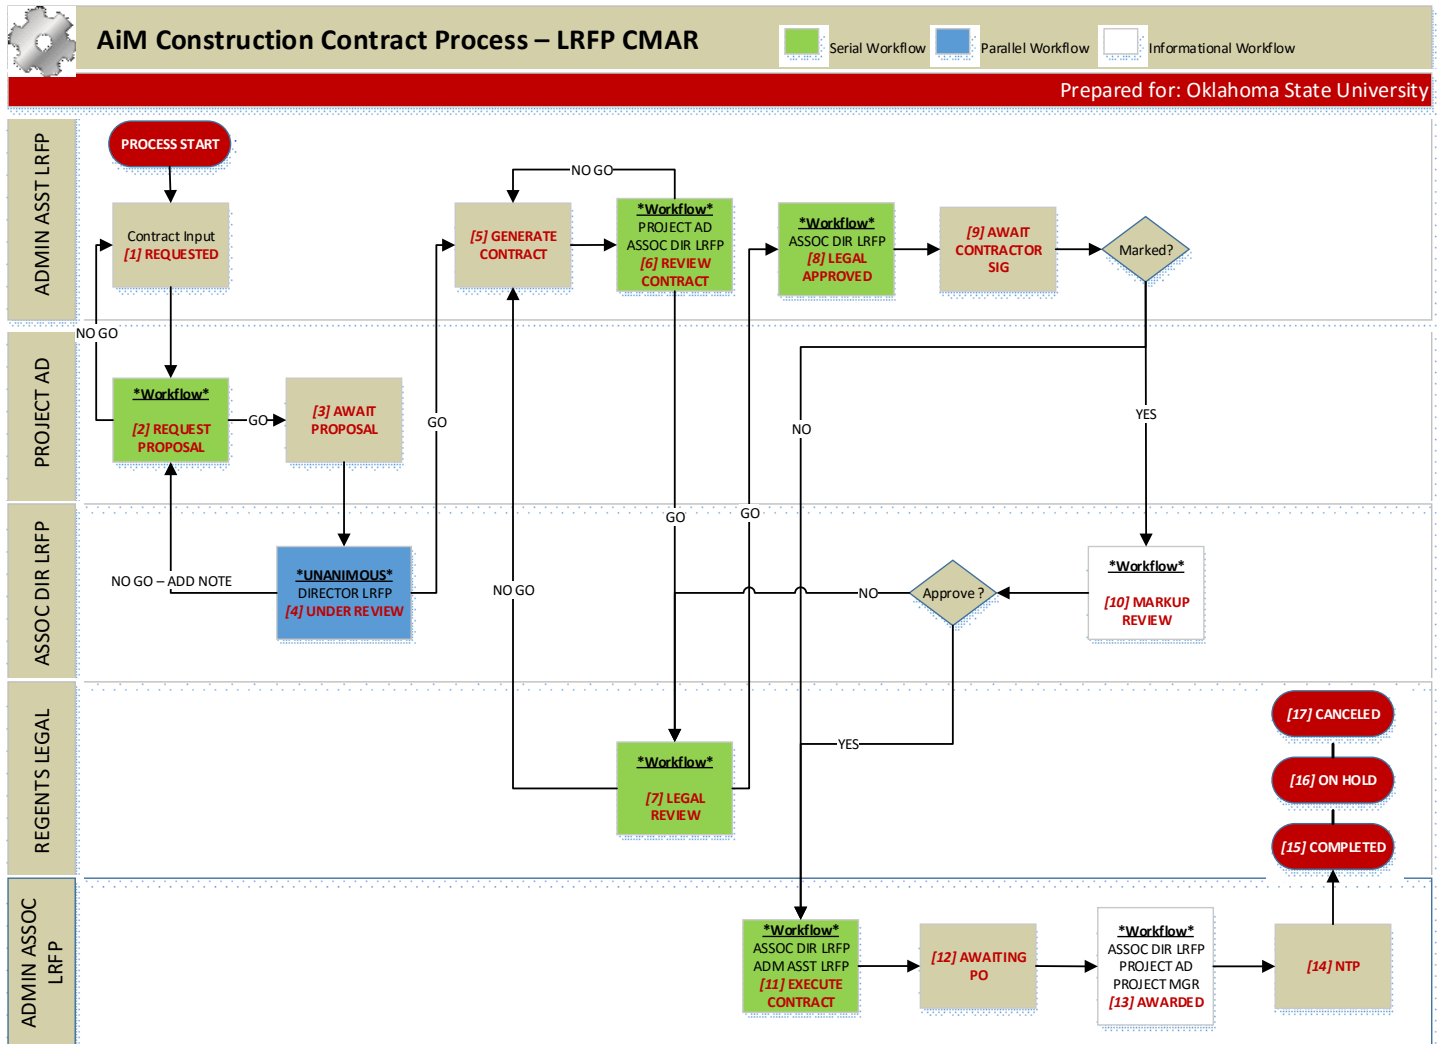 AiM Construction Contract Process – LRFP CMAR
Serial Workflow
Parallel Workflow
Informational Workflow
Prepared for: Oklahoma State University
ADMIN ASST LRFP
PROCESS START
Contract Input
[1] REQUESTED
[5] GENERATE
CONTRACT
NO GO
*Workflow*
PROJECT AD
ASSOC DIR LRFP
[6] REVIEW
CONTRACT
*Workflow*
ASSOC DIR LRFP
[8] LEGAL
APPROVED
[9] AWAIT
CONTRACTOR
SIG
Marked?
NO GO
PROJECT AD
*Workflow*
[2] REQUEST
PROPOSAL
GO
[3] AWAIT
PROPOSAL
GO
NO
YES
ASSOC DIR LRFP
NO GO – ADD NOTE
*UNANIMOUS*
DIRECTOR LRFP
[4] UNDER REVIEW
NO GO
GO
GO
NO
Approve ?
*Workflow*
[10] MARKUP
REVIEW
REGENTS LEGAL
*Workflow*
[7] LEGAL
REVIEW
YES
[17] CANCELED
[16] ON HOLD
[15] COMPLETED
ADMIN ASSOC
LRFP
*Workflow*
ASSOC DIR LRFP
ADM ASST LRFP
[11] EXECUTE
CONTRACT
[12] AWAITING
PO
*Workflow*
ASSOC DIR LRFP
PROJECT AD
PROJECT MGR
[13] AWARDED
[14] NTP